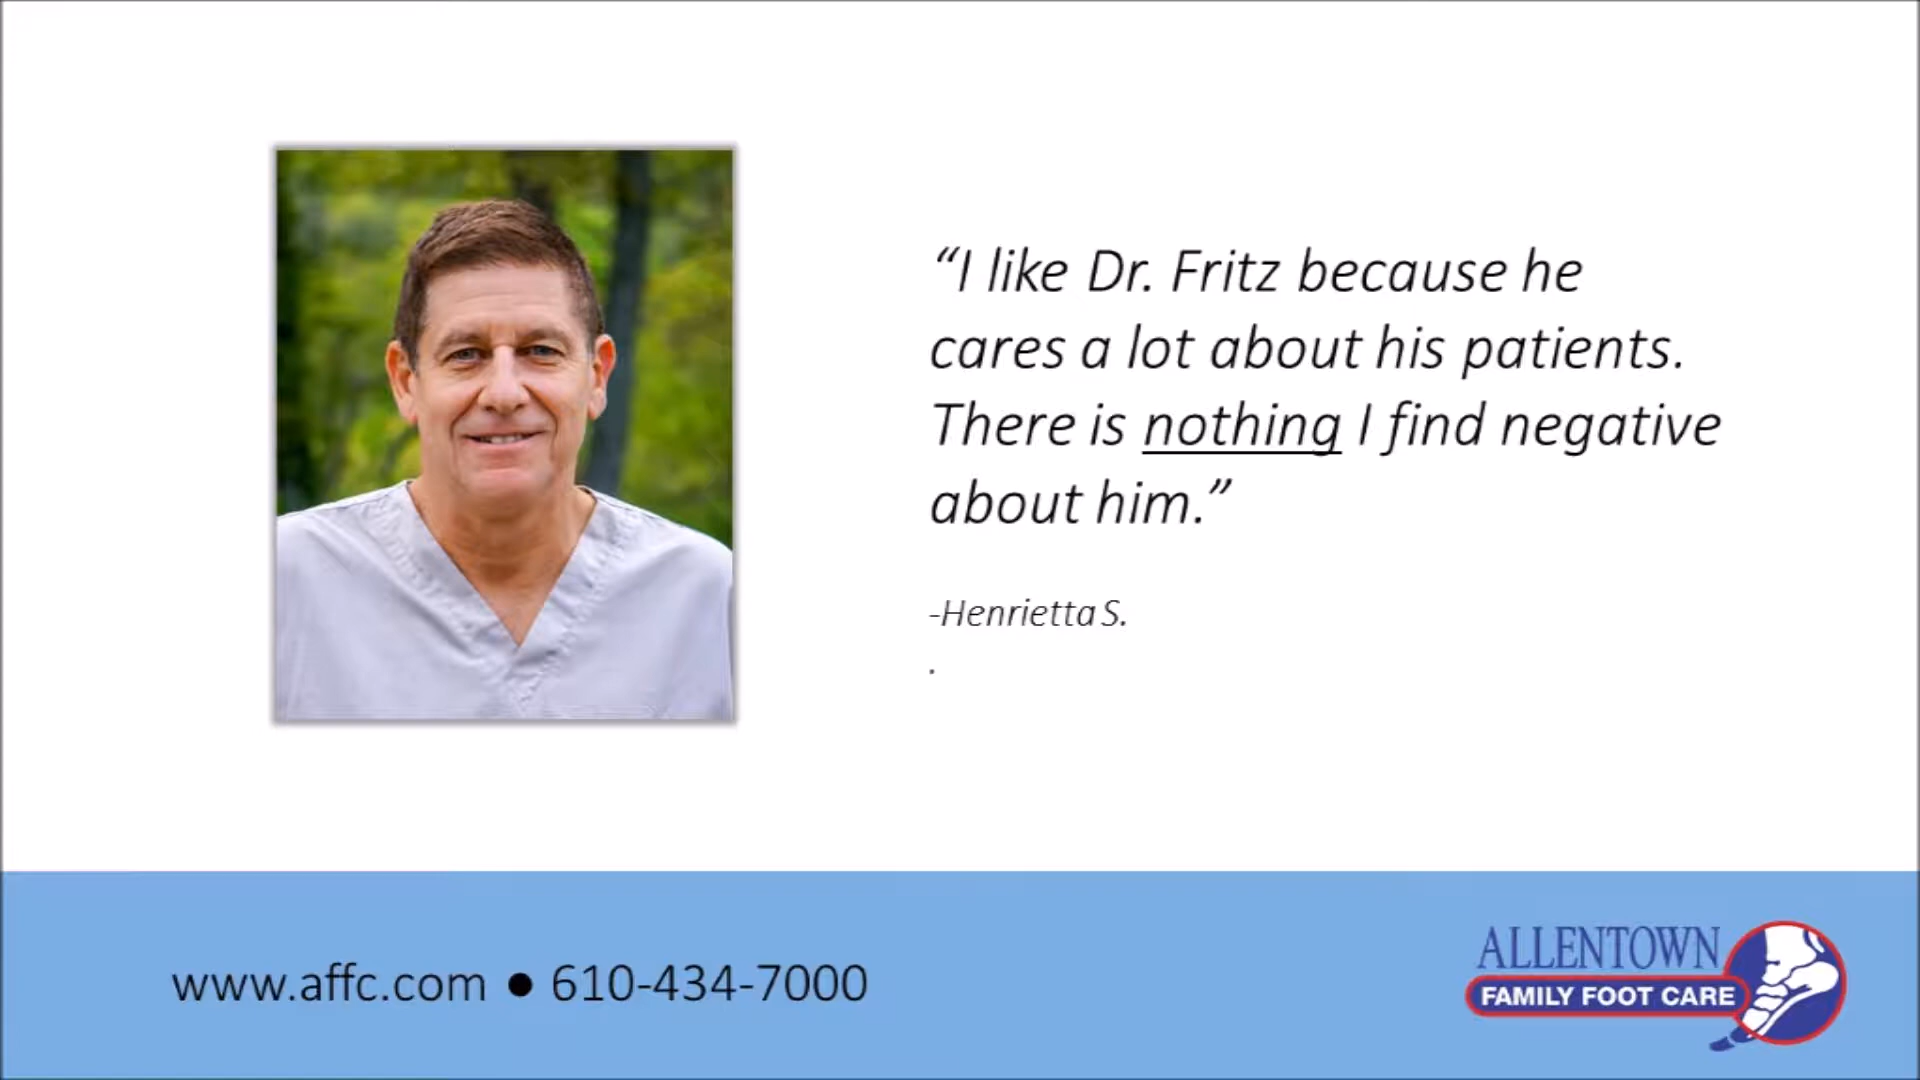 “I like Dr. Fritz because he
cares a lot about his patients.
There is nothing I find negative
about him.”
-Henrietta S.
.
www.affc.com ● 610-434-7000
ALLENTOWN
FAMILY FOOT CARE